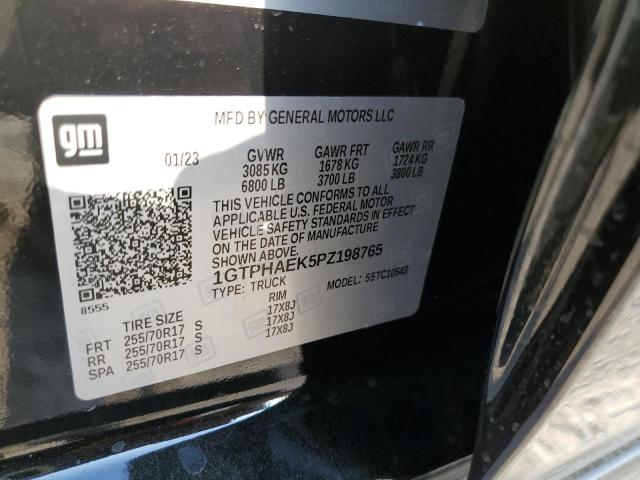 gm
MFD BY GENERAL MOTORS LLC
01/23 GVWR GAWR FRT GAWR RR
3085 KG 1678 KG 1724 KG
6800 LB 3700 LB 3800 LB
THIS VEHICLE CONFORMS TO ALL
APPLICABLE U.S. FEDERAL MOTOR
VEHICLE SAFETY STANDARDS IN EFFECT
ON THE DATE OF MANUFACTURE
SHOWN ABOVE.
1GTPHAEK5PZ198765
TYPE: TRUCK MODEL: 55TC10543
8555
TIRE SIZE RIM
FRT 255/70R17 S 17X8J
RR 255/70R17 S 17X8J
SPA 255/70R17 S 17X8J